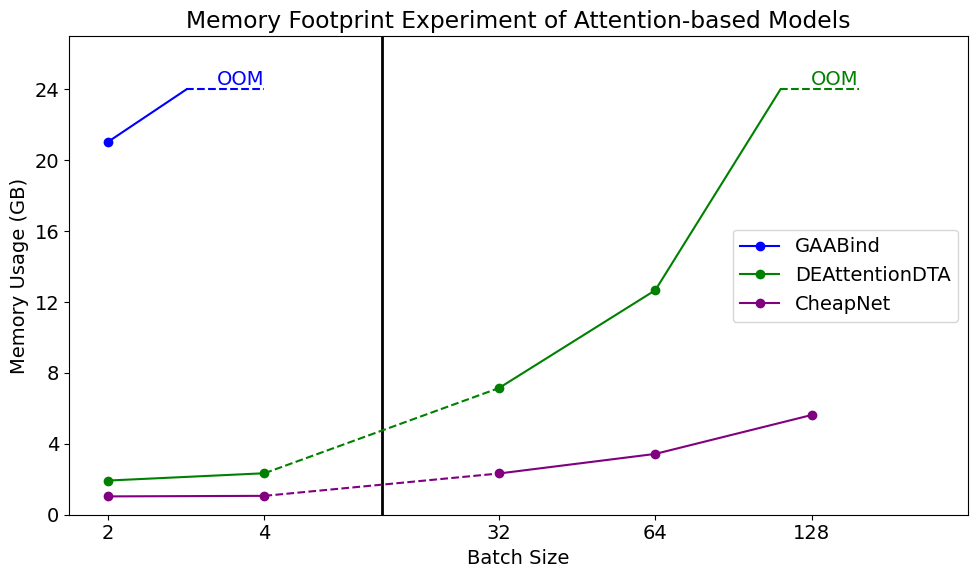 Memory Footprint Experiment of Attention-based Models
OOM
OOM
24
20
16
12
8
4
0
Memory Usage (GB)
GAABind
DEAttentionDTA
CheapNet
2
4
32
64
128
Batch Size